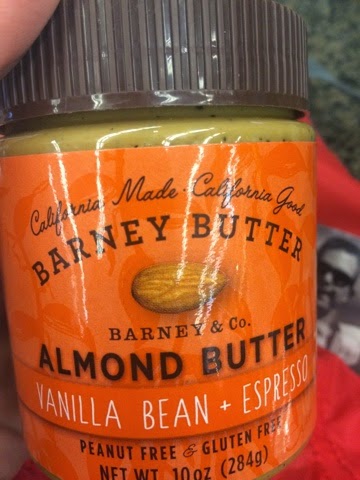 California Made · California Good
BARNEY BUTTER
BARNEY & Co.
ALMOND BUTTER
VANILLA BEAN + ESPRESSO
PEANUT FREE & GLUTEN FREE
NET WT. 10 oz (284g)